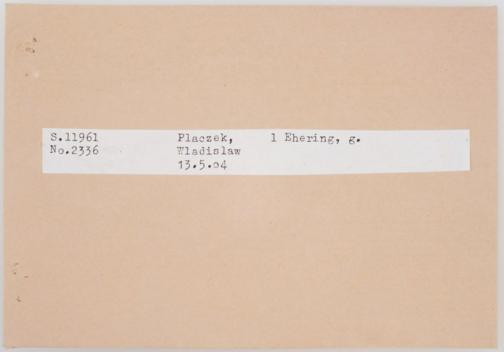 S.11961 Placzek, 1 Ehering, g.
No.2336 Wladislaw
13.5.04